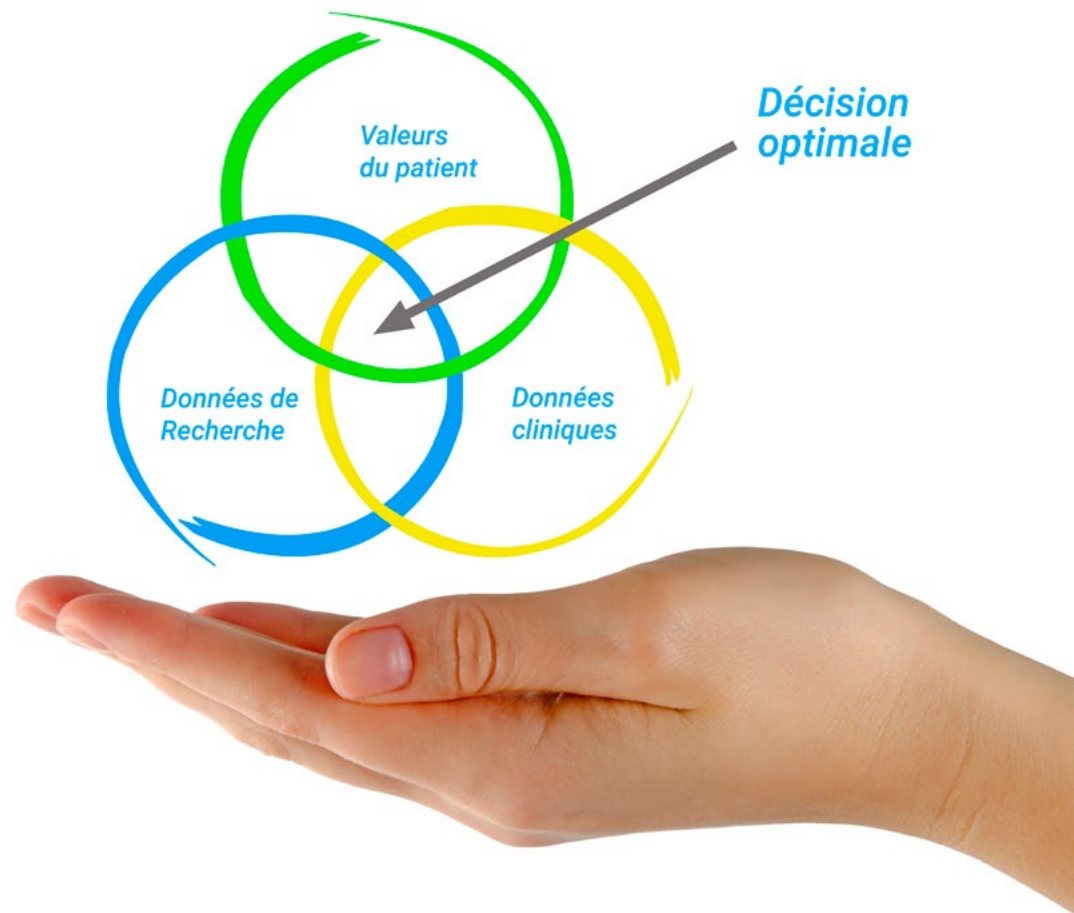 Décision
optimale
Valeurs
du patient
Données de
Recherche
Données
cliniques